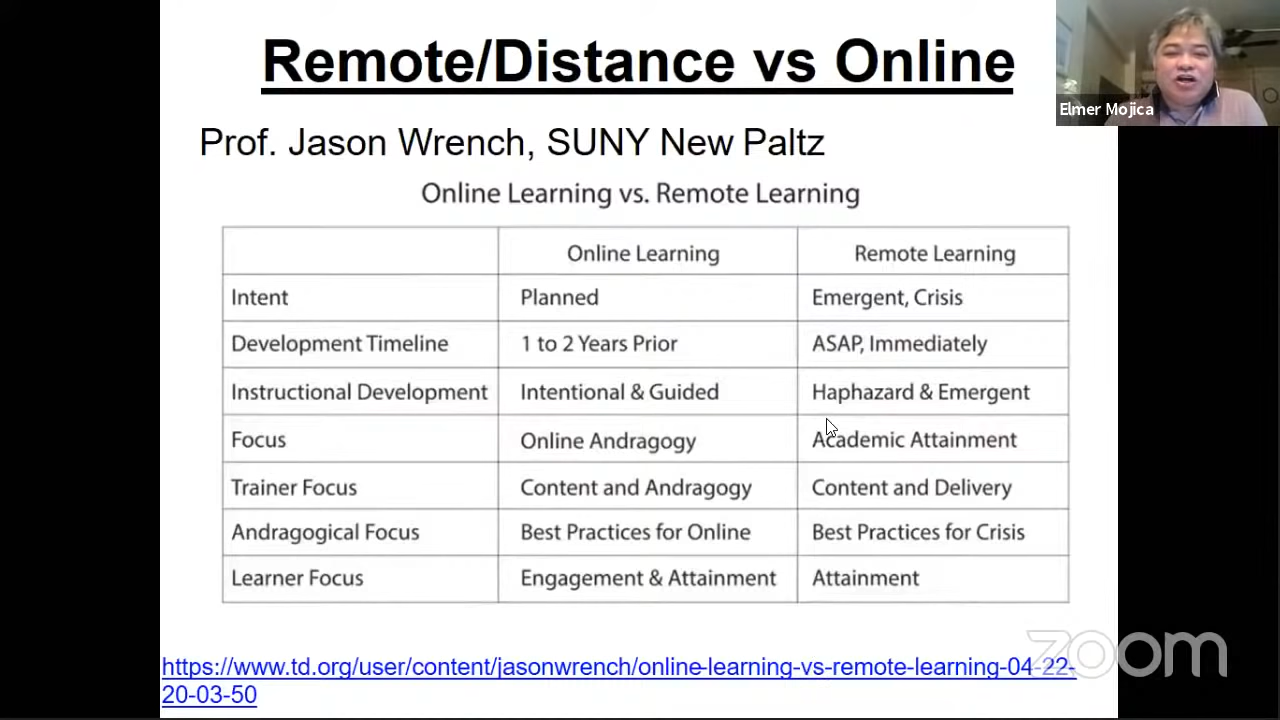 Remote/Distance vs Online
Elmer Mojica
Prof. Jason Wrench, SUNY New Paltz
Online Learning vs. Remote Learning
Online Learning Remote Learning
Intent Planned Emergent, Crisis
Development Timeline 1 to 2 Years Prior ASAP, Immediately
Instructional Development Intentional & Guided Haphazard & Emergent
Focus Online Andragogy Academic Attainment
Trainer Focus Content and Andragogy Content and Delivery
Andragogical Focus Best Practices for Online Best Practices for Crisis
Learner Focus Engagement & Attainment Attainment
https://www.td.org/user/content/jasonwrench/online-learning-vs-remote-learning-04-22-
20-03-50
zoom